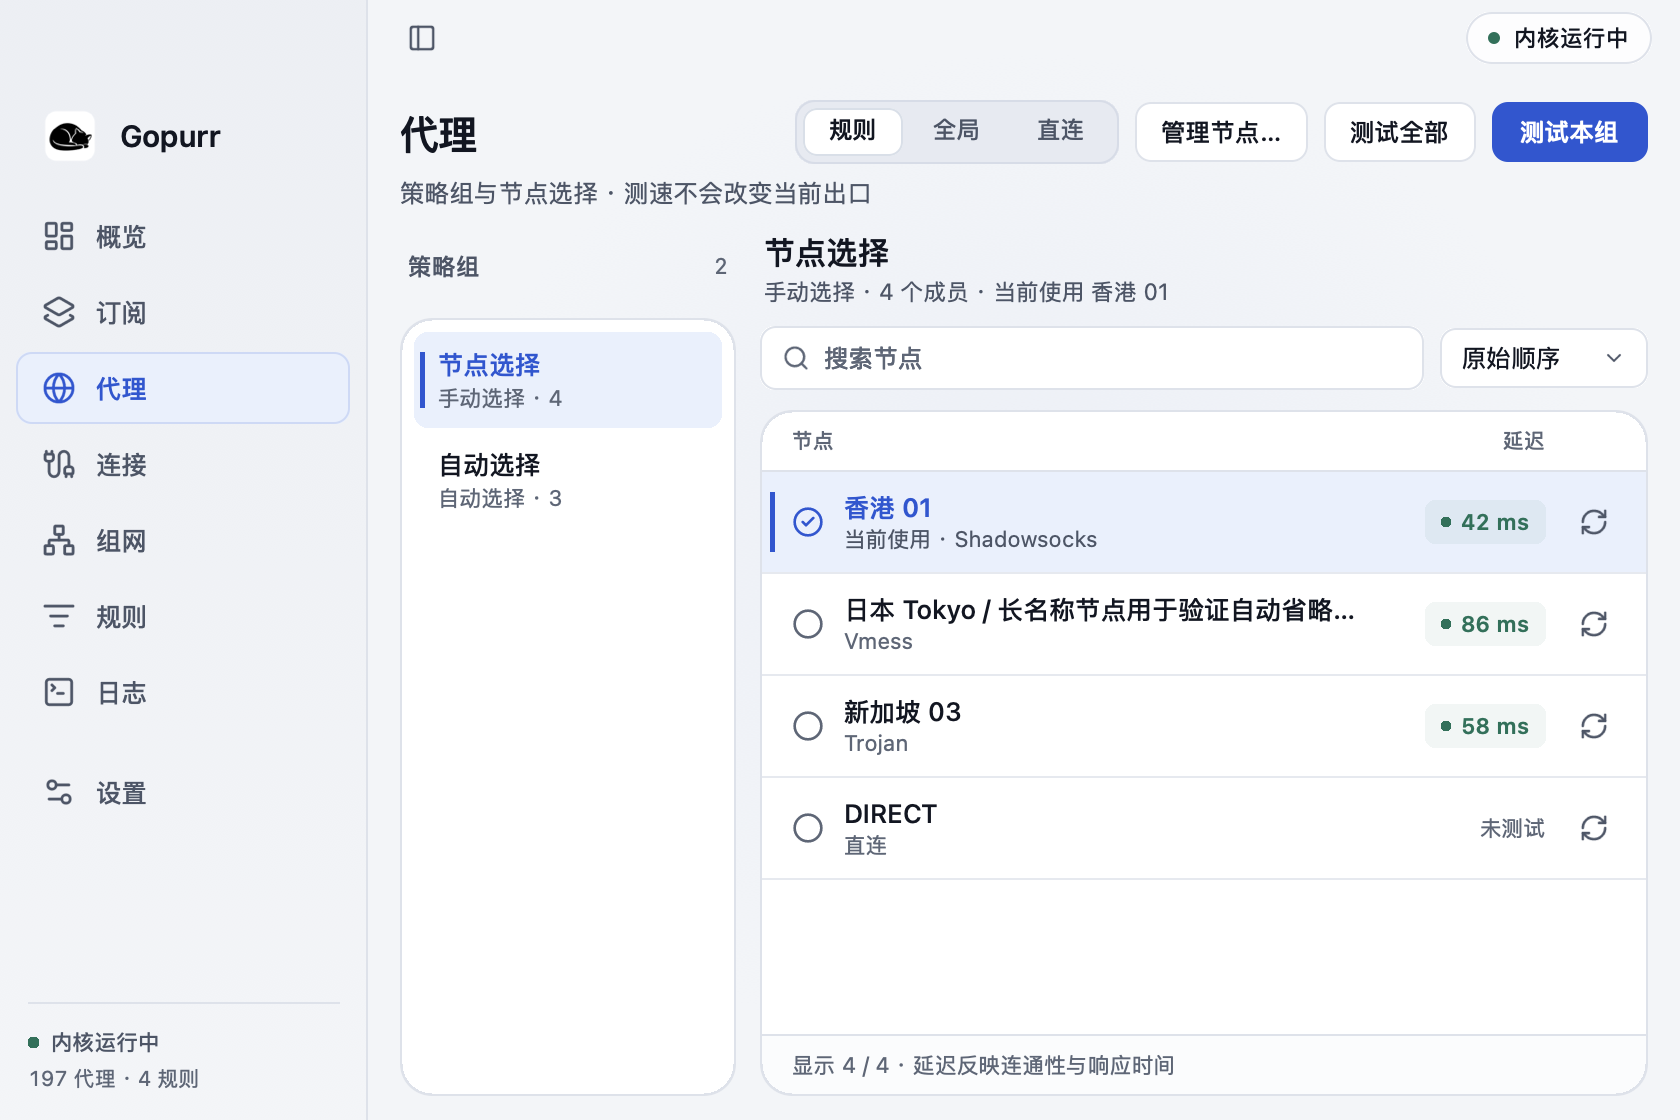 内核运行中
Gopurr
概览
订阅
代理
连接
组网
规则
日志
设置
内核运行中
197 代理 · 4 规则
代理
规则 全局 直连
管理节点...
测试全部
测试本组
策略组与节点选择 · 测速不会改变当前出口
策略组 2
节点选择
手动选择 · 4
自动选择
自动选择 · 3
节点选择
手动选择 · 4 个成员 · 当前使用 香港 01
搜索节点
原始顺序
节点 延迟
香港 01
当前使用 · Shadowsocks
42 ms
日本 Tokyo / 长名称节点用于验证自动省略...
Vmess
86 ms
新加坡 03
Trojan
58 ms
DIRECT
直连
未测试
显示 4 / 4 · 延迟反映连通性与响应时间